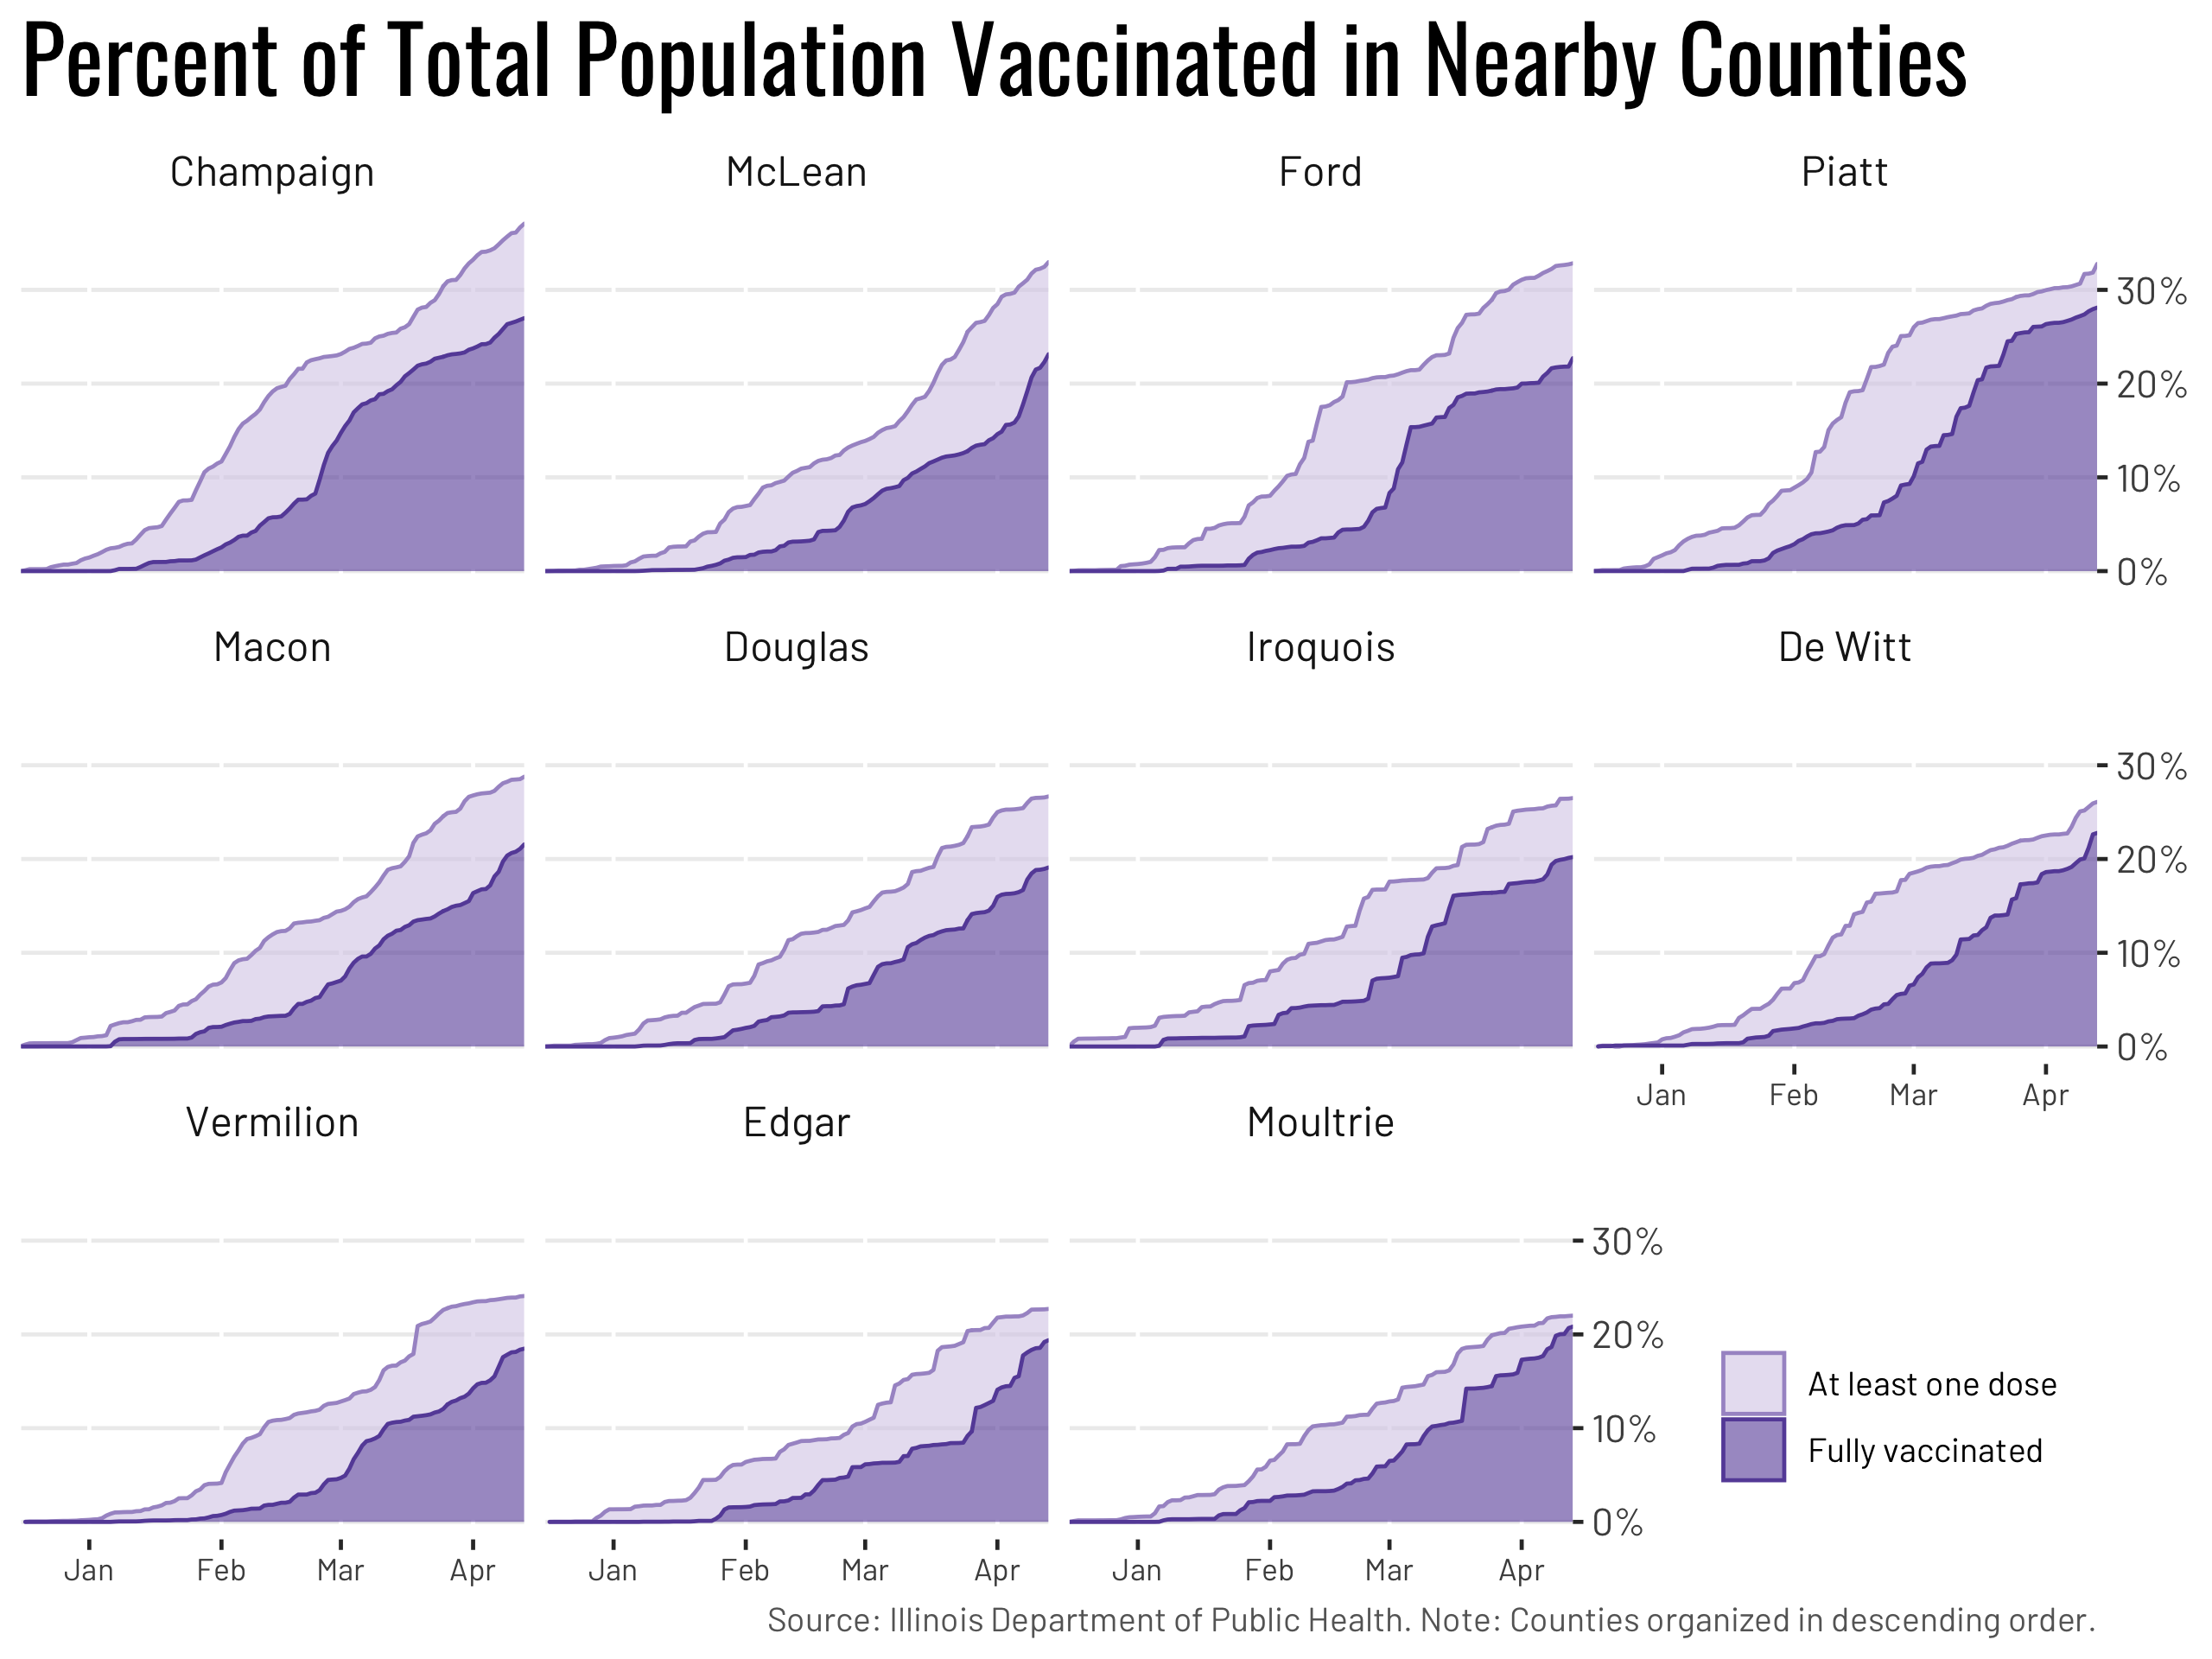 Percent of Total Population Vaccinated in Nearby Counties
Champaign McLean Ford Piatt
30%
20%
10%
0%
Macon Douglas Iroquois De Witt
30%
20%
10%
0%
Jan Feb Mar Apr
Vermilion Edgar Moultrie
30%
20%
10%
0%
At least one dose
Fully vaccinated
Jan Feb Mar Apr Jan Feb Mar Apr Jan Feb Mar Apr
Source: Illinois Department of Public Health. Note: Counties organized in descending order.